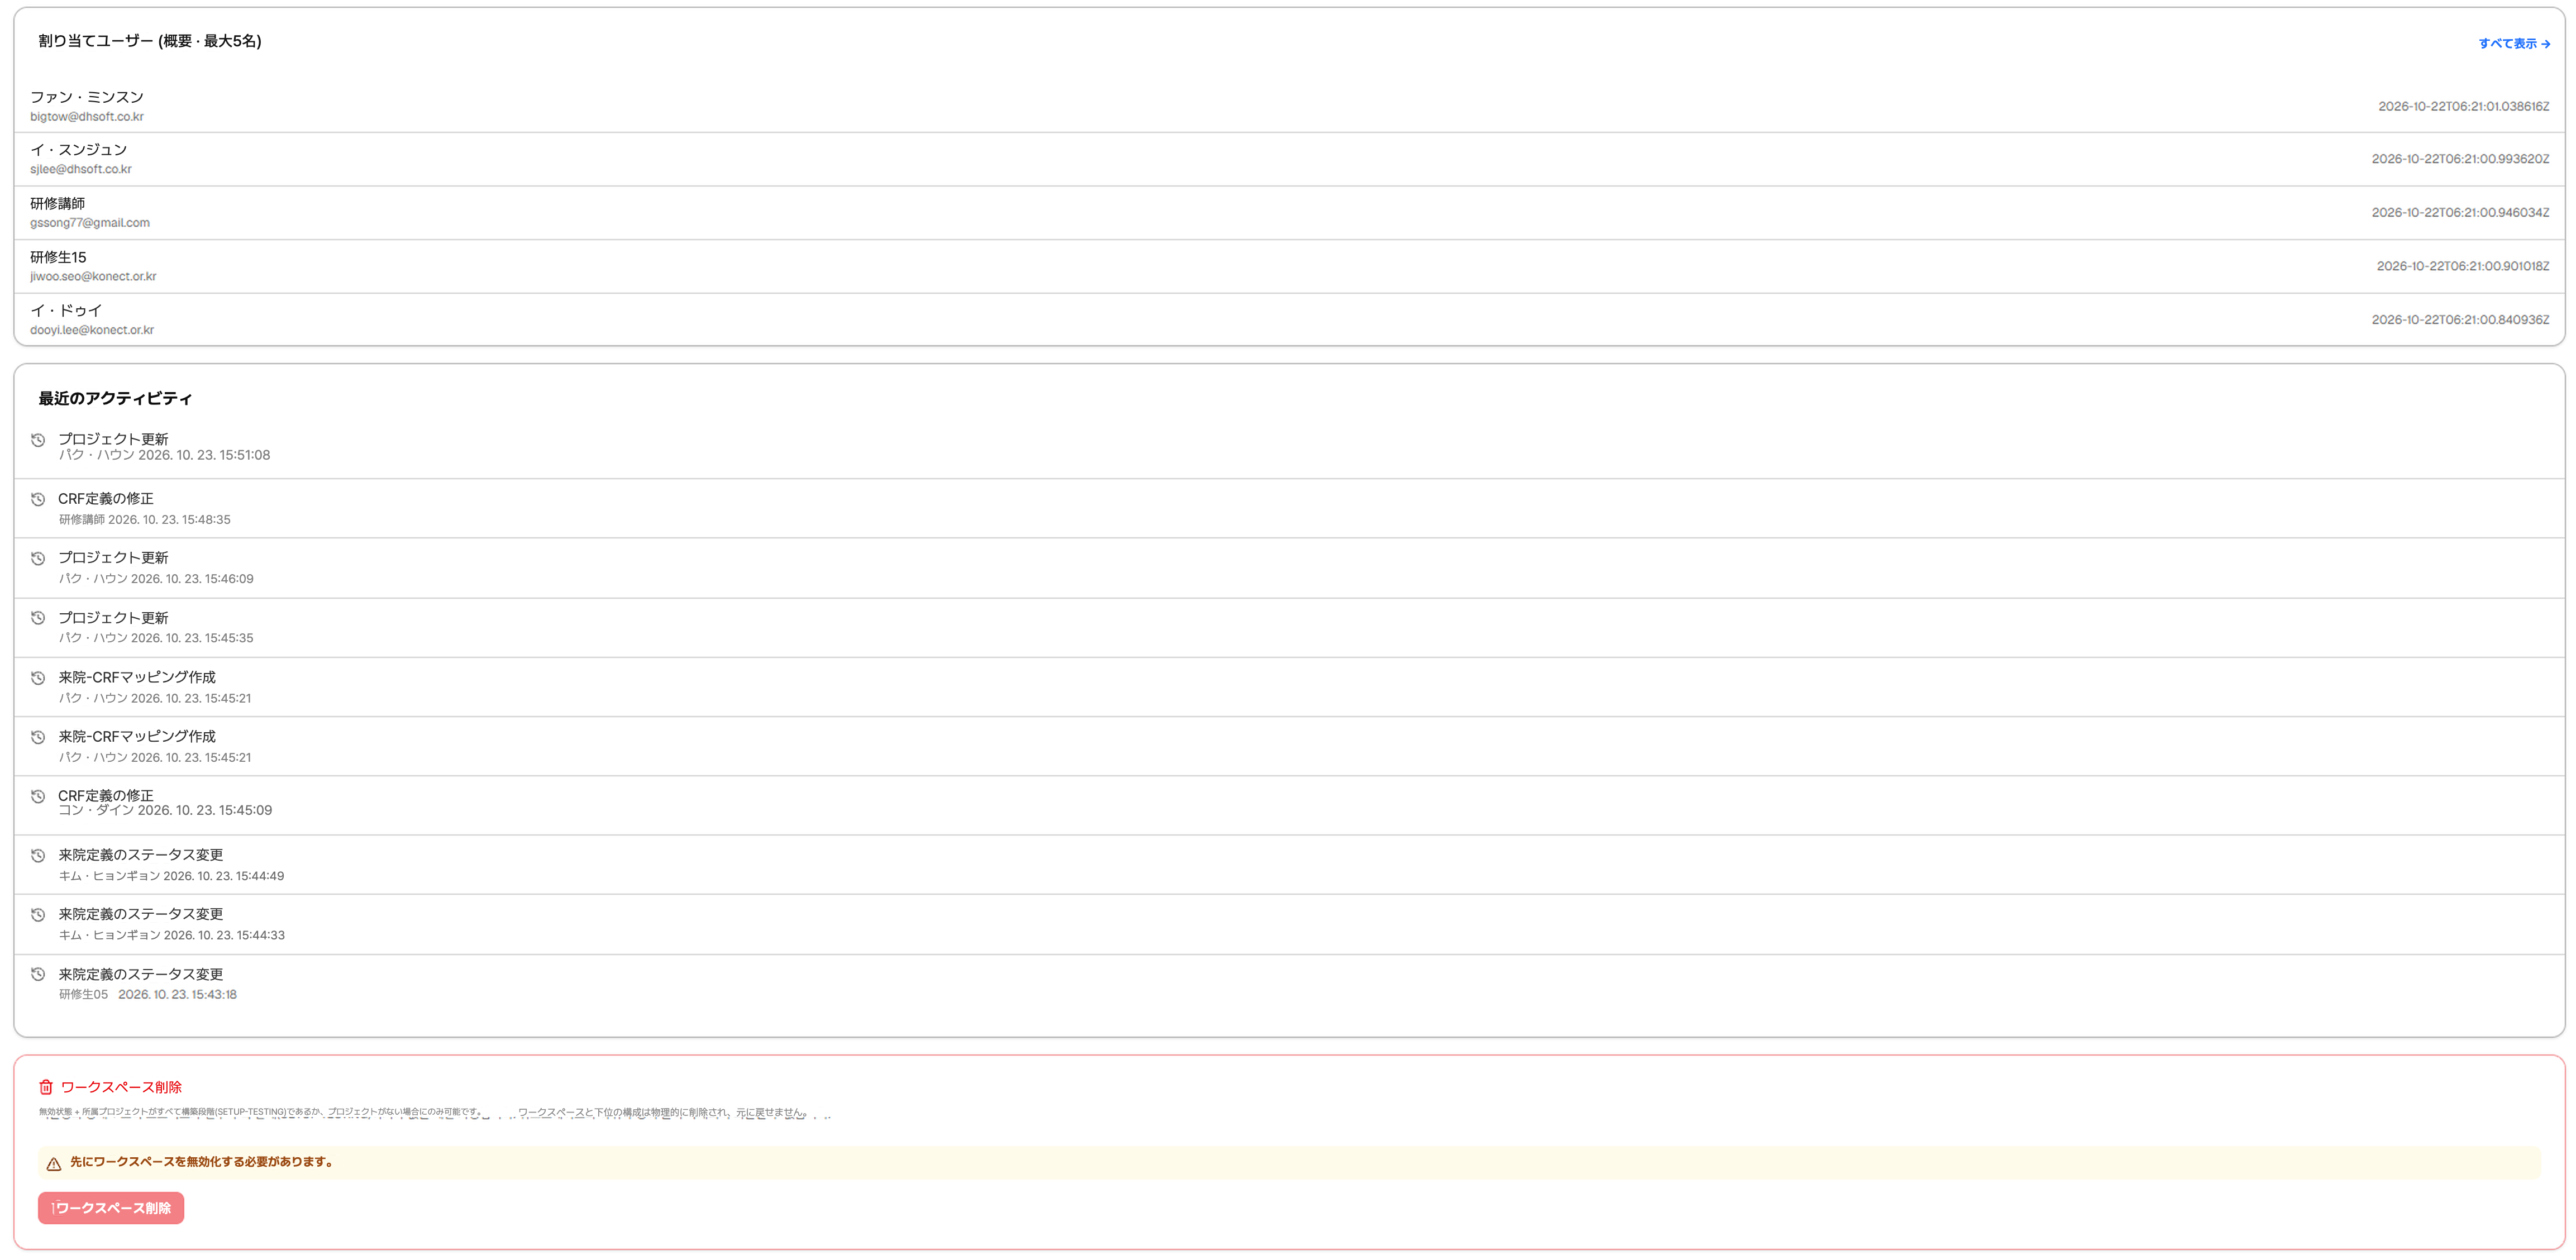 割り当てユーザー (概要 · 最大5名)
すべて表示 →
ファン・ミンスン
bigtow@dhsoft.co.kr
2026-10-22T06:21:01.038616Z
イ・スンジュン
sjlee@dhsoft.co.kr
2026-10-22T06:21:00.993620Z
研修講師
gssong77@gmail.com
2026-10-22T06:21:00.946034Z
研修生15
jiwoo.seo@konect.or.kr
2026-10-22T06:21:00.901018Z
イ・ドゥイ
dooyi.lee@konect.or.kr
2026-10-22T06:21:00.840936Z
最近のアクティビティ
プロジェクト更新
パク・ハウン 2026. 10. 23. 15:51:08
CRF定義の修正
研修講師 2026. 10. 23. 15:48:35
プロジェクト更新
パク・ハウン 2026. 10. 23. 15:46:09
プロジェクト更新
パク・ハウン 2026. 10. 23. 15:45:35
来院-CRFマッピング作成
パク・ハウン 2026. 10. 23. 15:45:21
来院-CRFマッピング作成
パク・ハウン 2026. 10. 23. 15:45:21
CRF定義の修正
コン・ダイン 2026. 10. 23. 15:45:09
来院定義のステータス変更
キム・ヒョンギョン 2026. 10. 23. 15:44:49
来院定義のステータス変更
キム・ヒョンギョン 2026. 10. 23. 15:44:33
来院定義のステータス変更
研修生05 2026. 10. 23. 15:43:18
ワークスペース削除
無効状態 + 所属プロジェクトがすべて構築段階(SETUP-TESTING)であるか、プロジェクトがない場合にのみ可能です。 ワークスペースと下位の構成は物理的に削除され、元に戻せません。
先にワークスペースを無効化する必要があります。
ワークスペース削除